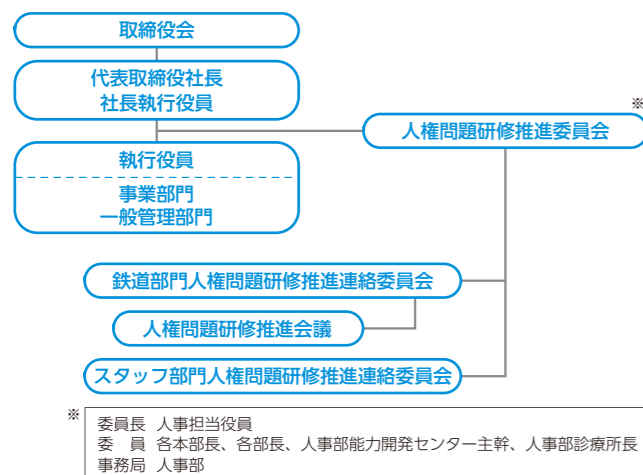 取締役会
代表取締役社長
社長執行役員
※
人権問題研修推進委員会
執行役員
事業部門
一般管理部門
鉄道部門人権問題研修推進連絡委員会
人権問題研修推進会議
スタッフ部門人権問題研修推進連絡委員会
※
委員長 人事担当役員
委　員 各本部長、各部長、人事部能力開発センター主幹、人事部診療所長
事務局 人事部